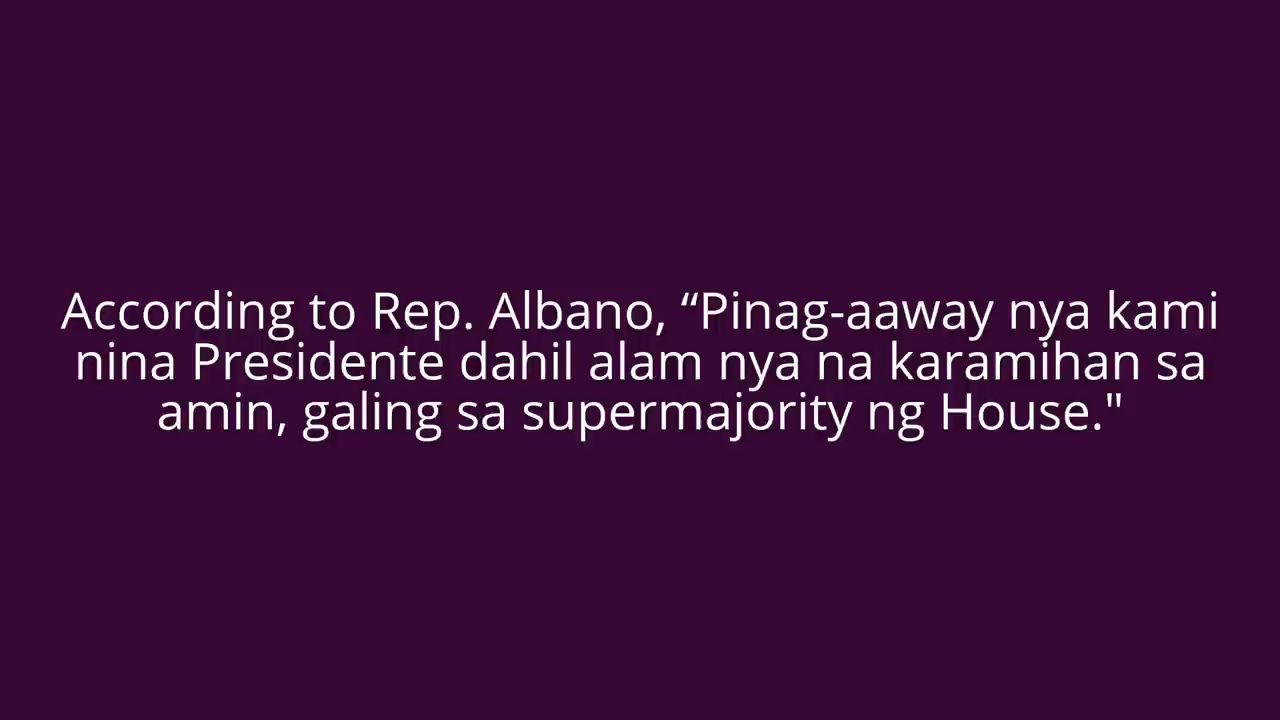 According to Rep. Albano, “Pinag-aaway nya kami
nina Presidente dahil alam nya na karamihan sa
amin, galing sa supermajority ng House."